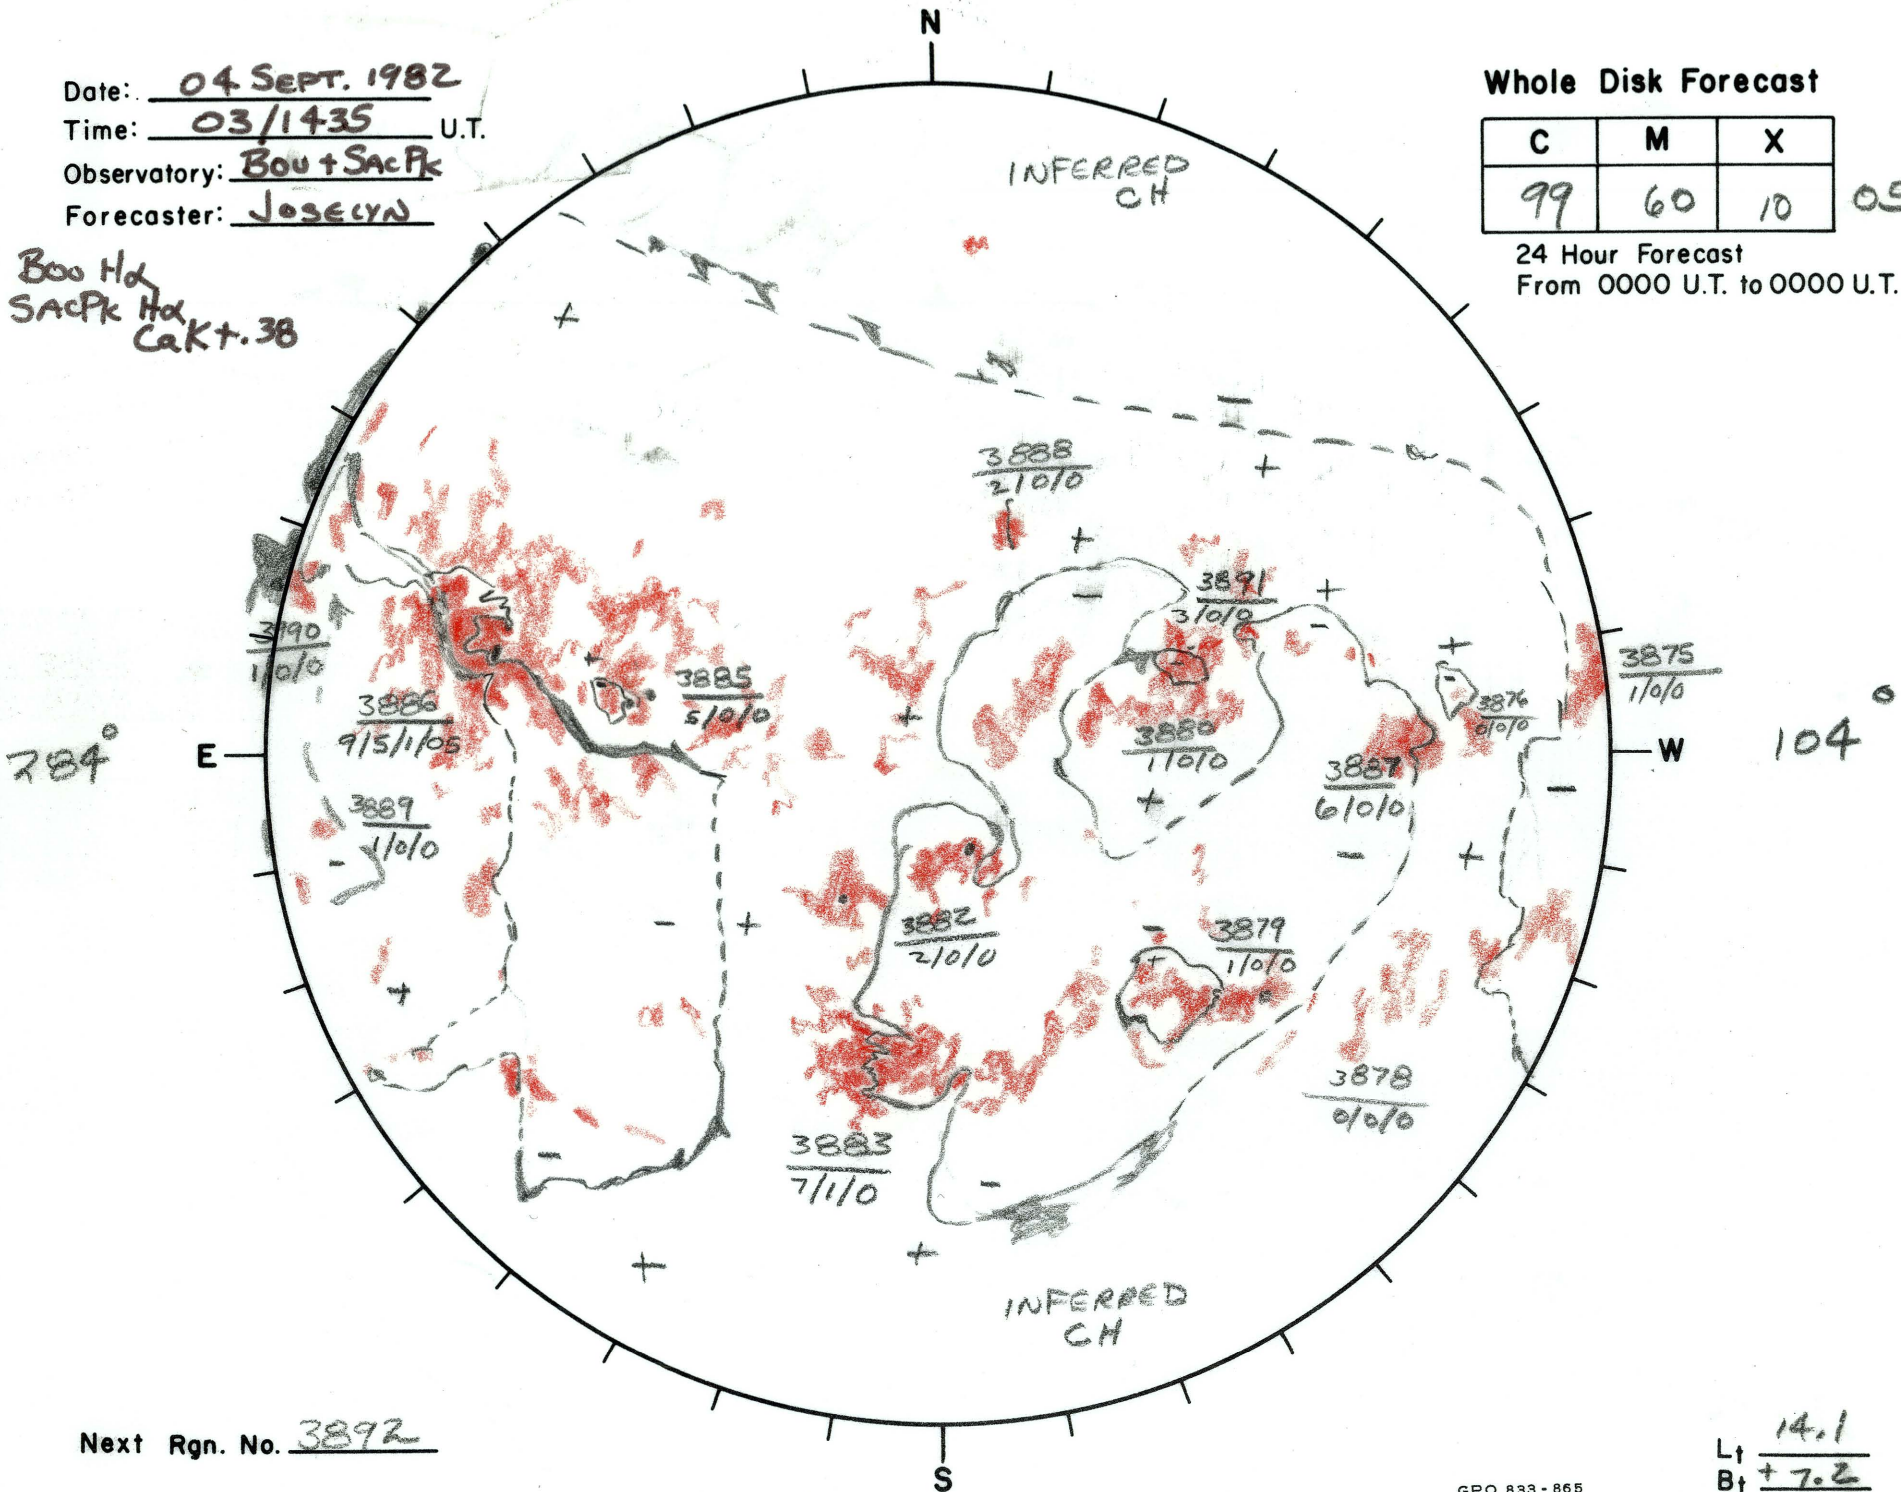 N
Date: 04 SEPT. 1982
Time: 03/1435 U.T.
Observatory: BOU + SACPK
Forecaster: JOSELYN
Boo Hα
SACPK Hα
CaK+.38
Whole Disk Forecast
C M X
99 60 10 05
24 Hour Forecast
From 0000 U.T. to 0000 U.T.
INFERRED
CH
3888
2/0/0
3891
3/0/0
3890
1/0/0
3885
5/0/0
3875
1/0/0
3876
0/0/0
3886
9/5/1/05
3880
1/0/0
284° E
W 104°
3887
6/0/0
3889
1/0/0
3882
2/0/0
3879
1/0/0
3878
0/0/0
3883
7/1/0
INFERRED
CH
Next Rgn. No. 3892
S
Lt 14.1
Bt +7.2
GPO 833-865